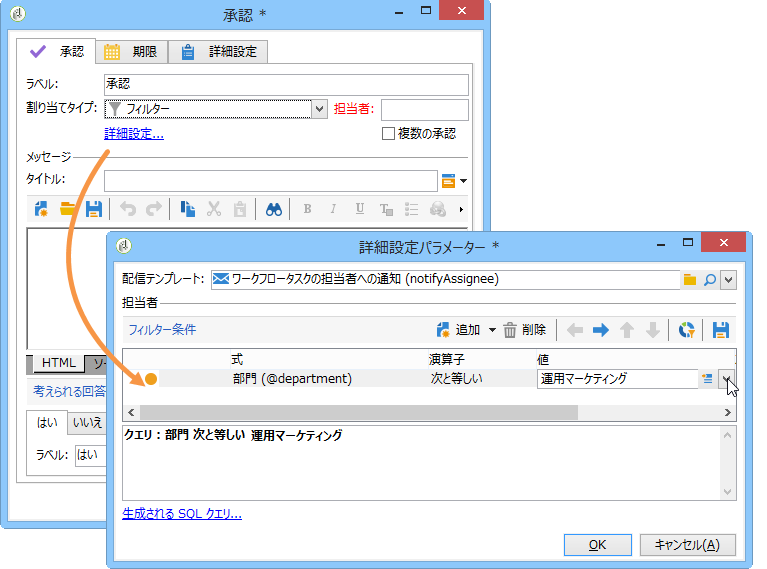 承認 *
承認 期限 詳細設定
ラベル: 承認
割り当てタイプ: フィルター 担当者:
詳細設定... 複数の承認
メッセージ
タイトル:
B I U T
HTML
考えられる回答
はい いいえ
ラベル: はい
詳細設定パラメーター *
配信テンプレート: ワークフロータスクの担当者への通知 (notifyAssignee)
担当者
フィルター条件 追加 削除
式 演算子 値
部門 (@department) 次と等しい 運用マーケティング
クエリ : 部門 次と等しい 運用マーケティング
生成される SQL クエリ...
OK キャンセル(A)